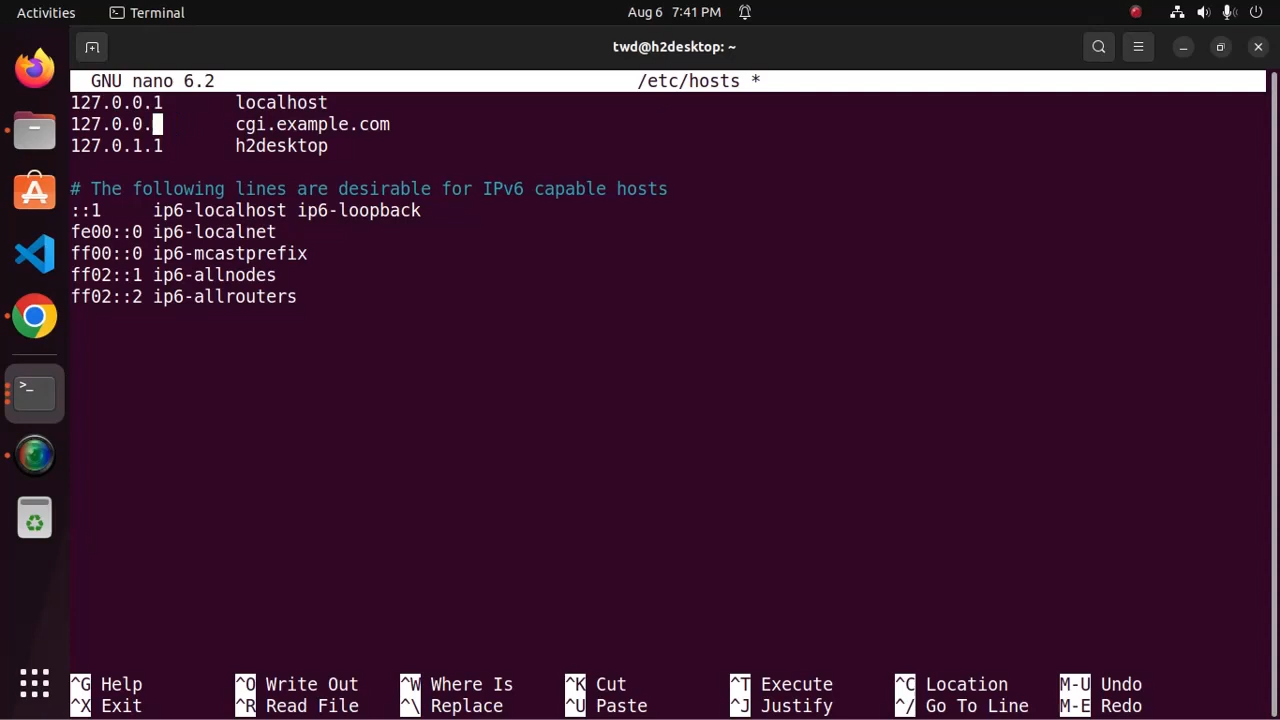 Activities Terminal Aug 6 7:41 PM
twd@h2desktop: ~
GNU nano 6.2 /etc/hosts *
127.0.0.1 localhost
127.0.0. cgi.example.com
127.0.1.1 h2desktop
# The following lines are desirable for IPv6 capable hosts
::1 ip6-localhost ip6-loopback
fe00::0 ip6-localnet
ff00::0 ip6-mcastprefix
ff02::1 ip6-allnodes
ff02::2 ip6-allrouters
^G Help ^O Write Out ^W Where Is ^K Cut ^T Execute ^C Location M-U Undo
^X Exit ^R Read File ^\ Replace ^U Paste ^J Justify ^/ Go To Line M-E Redo